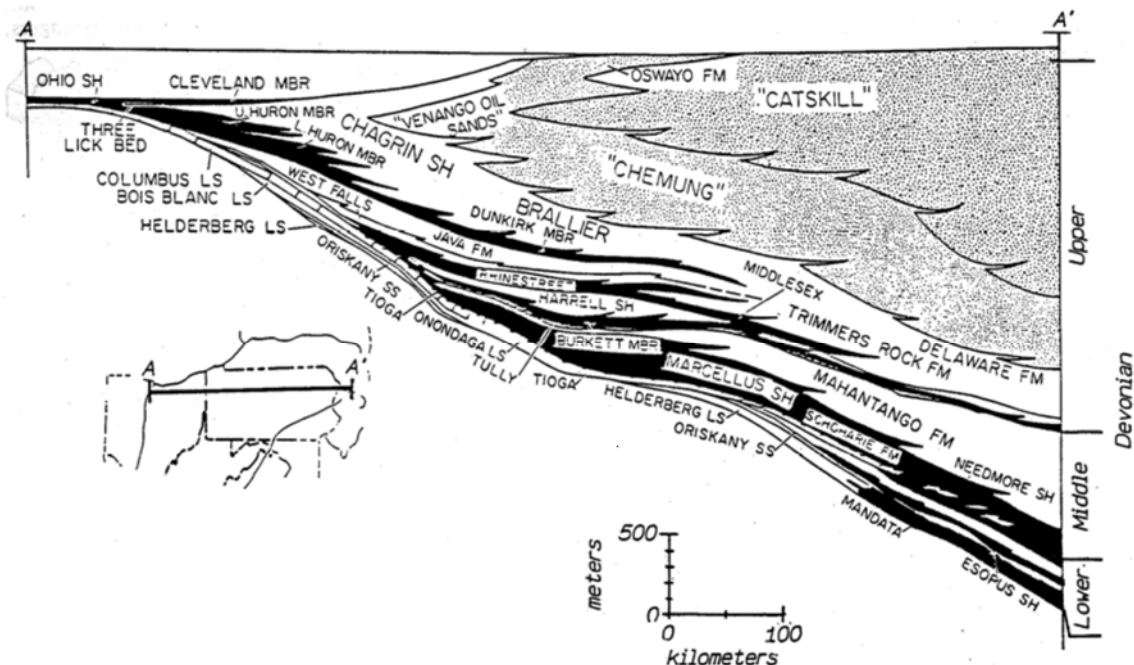 A
A'
OHIO SH
CLEVELAND MBR
U. HURON MBR
L. HURON MBR
THREE
LICK BED
CHAGRIN SH
"VENANGO OIL
SANDS"
OSWAYO FM
"CATSKILL"
"CHEMUNG"
COLUMBUS LS
BOIS BLANC LS
HELDERBERG LS
WEST FALLS
BRALLIER
DUNKIRK MBR
JAVA FM
ORISKANY SS
TIOGA
RHINESTREET
HARRELL SH
MIDDLESEX
TRIMMERS ROCK FM
DELAWARE FM
ONONDAGA LS
TULLY
TIOGA
BURKETT MBR
MARCELLUS SH
MAHANTANGO FM
HELDERBERG LS
ORISKANY SS
SCHOHARIE FM
NEEDMORE SH
MANDATA
ESOPUS SH
Upper
Middle
Lower
Devonian
A
A'
500
meters
0
0
100
kilometers